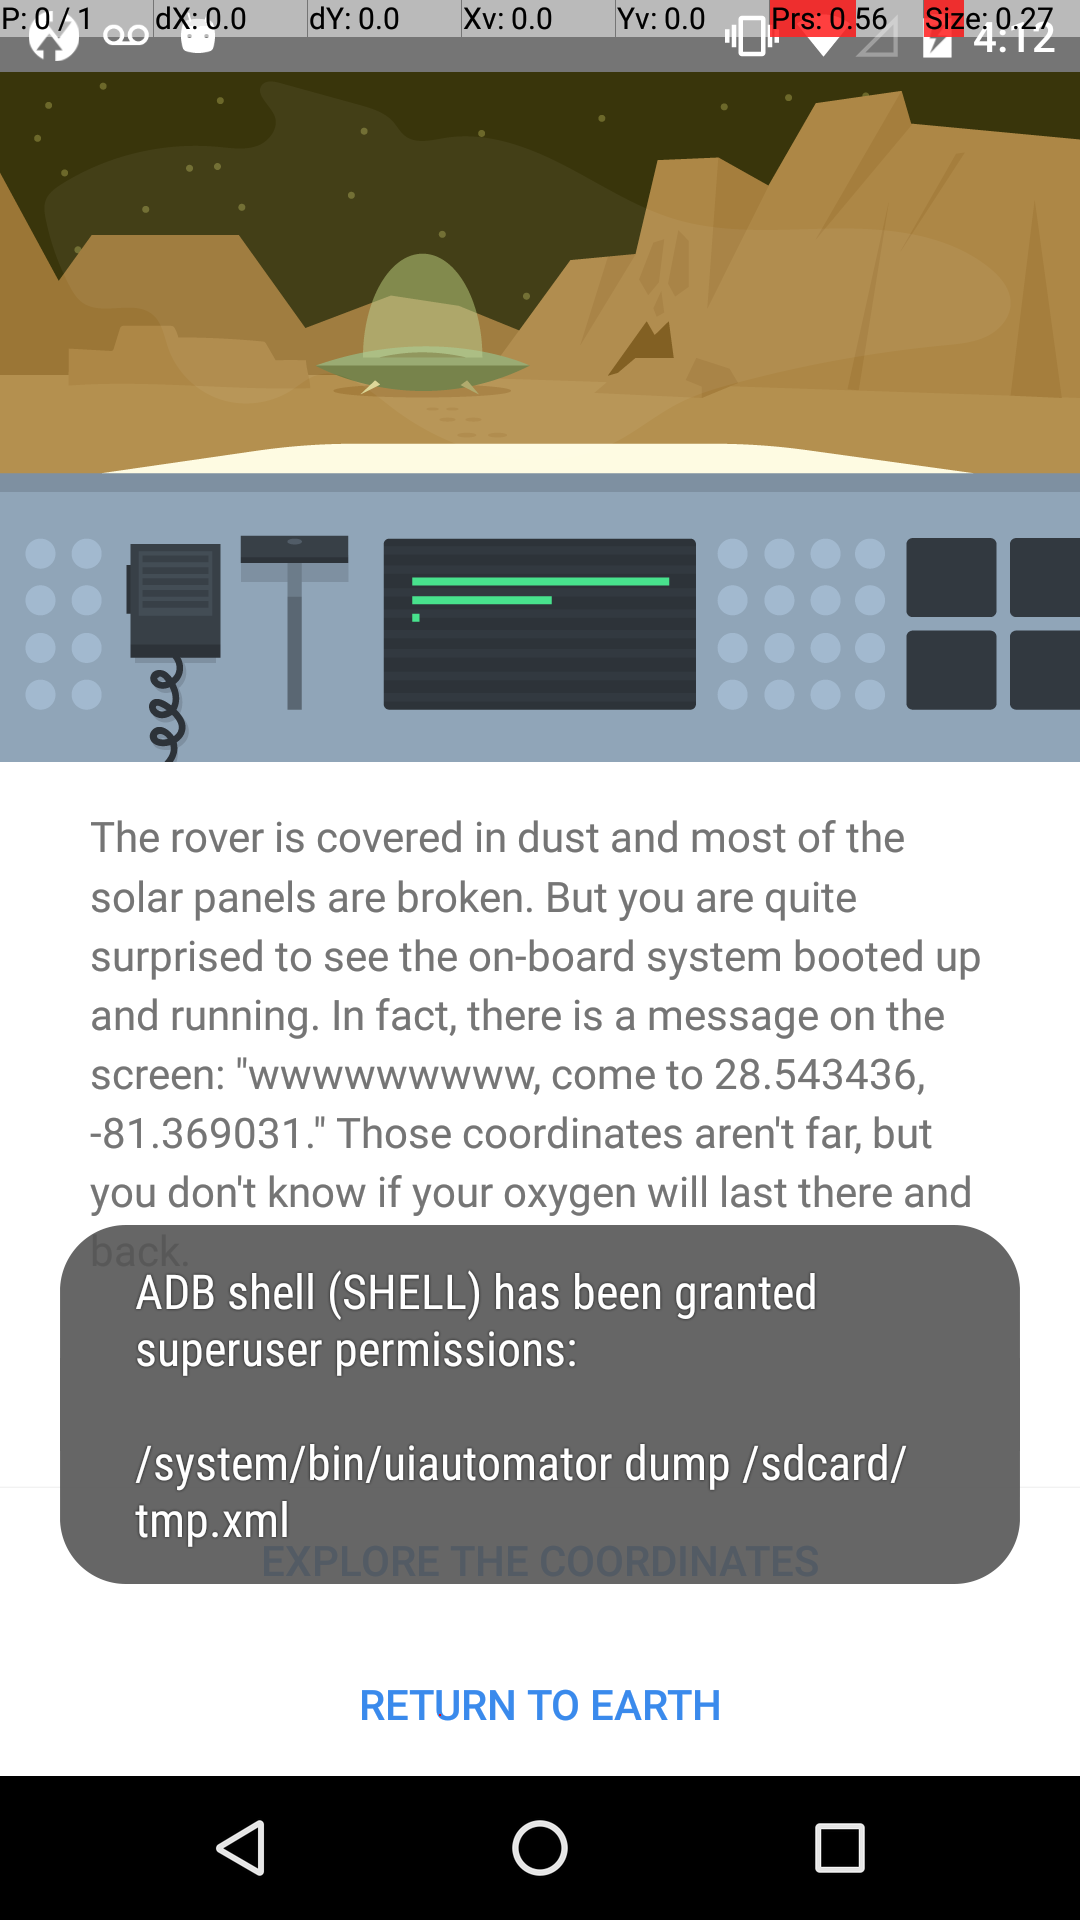 P: 0 / 1 dX: 0.0 dY: 0.0 Xv: 0.0 Yv: 0.0 Prs: 0.56 Size: 0.27
4:12
The rover is covered in dust and most of the
solar panels are broken. But you are quite
surprised to see the on-board system booted up
and running. In fact, there is a message on the
screen: "wwwwwwwww, come to 28.543436,
-81.369031." Those coordinates aren't far, but
you don't know if your oxygen will last there and
back.
ADB shell (SHELL) has been granted
superuser permissions:
/system/bin/uiautomator dump /sdcard/
tmp.xml
EXPLORE THE COORDINATES
RETURN TO EARTH